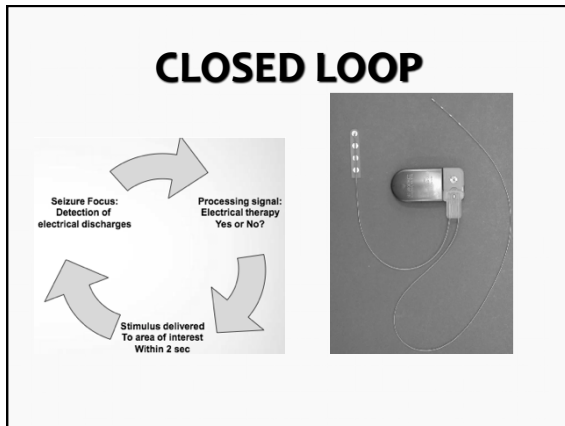 CLOSED LOOP
Seizure Focus:
Detection of
electrical discharges
Processing signal:
Electrical therapy
Yes or No?
Stimulus delivered
To area of interest
Within 2 sec